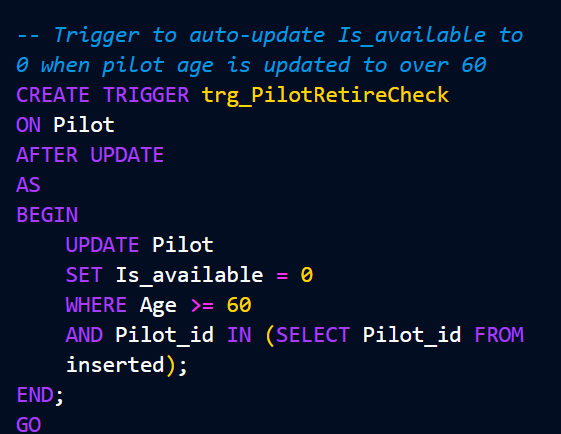 -- Trigger to auto-update Is_available to
0 when pilot age is updated to over 60
CREATE TRIGGER trg_PilotRetireCheck
ON Pilot
AFTER UPDATE
AS
BEGIN
    UPDATE Pilot
    SET Is_available = 0
    WHERE Age >= 60
    AND Pilot_id IN (SELECT Pilot_id FROM
    inserted);
END;
GO